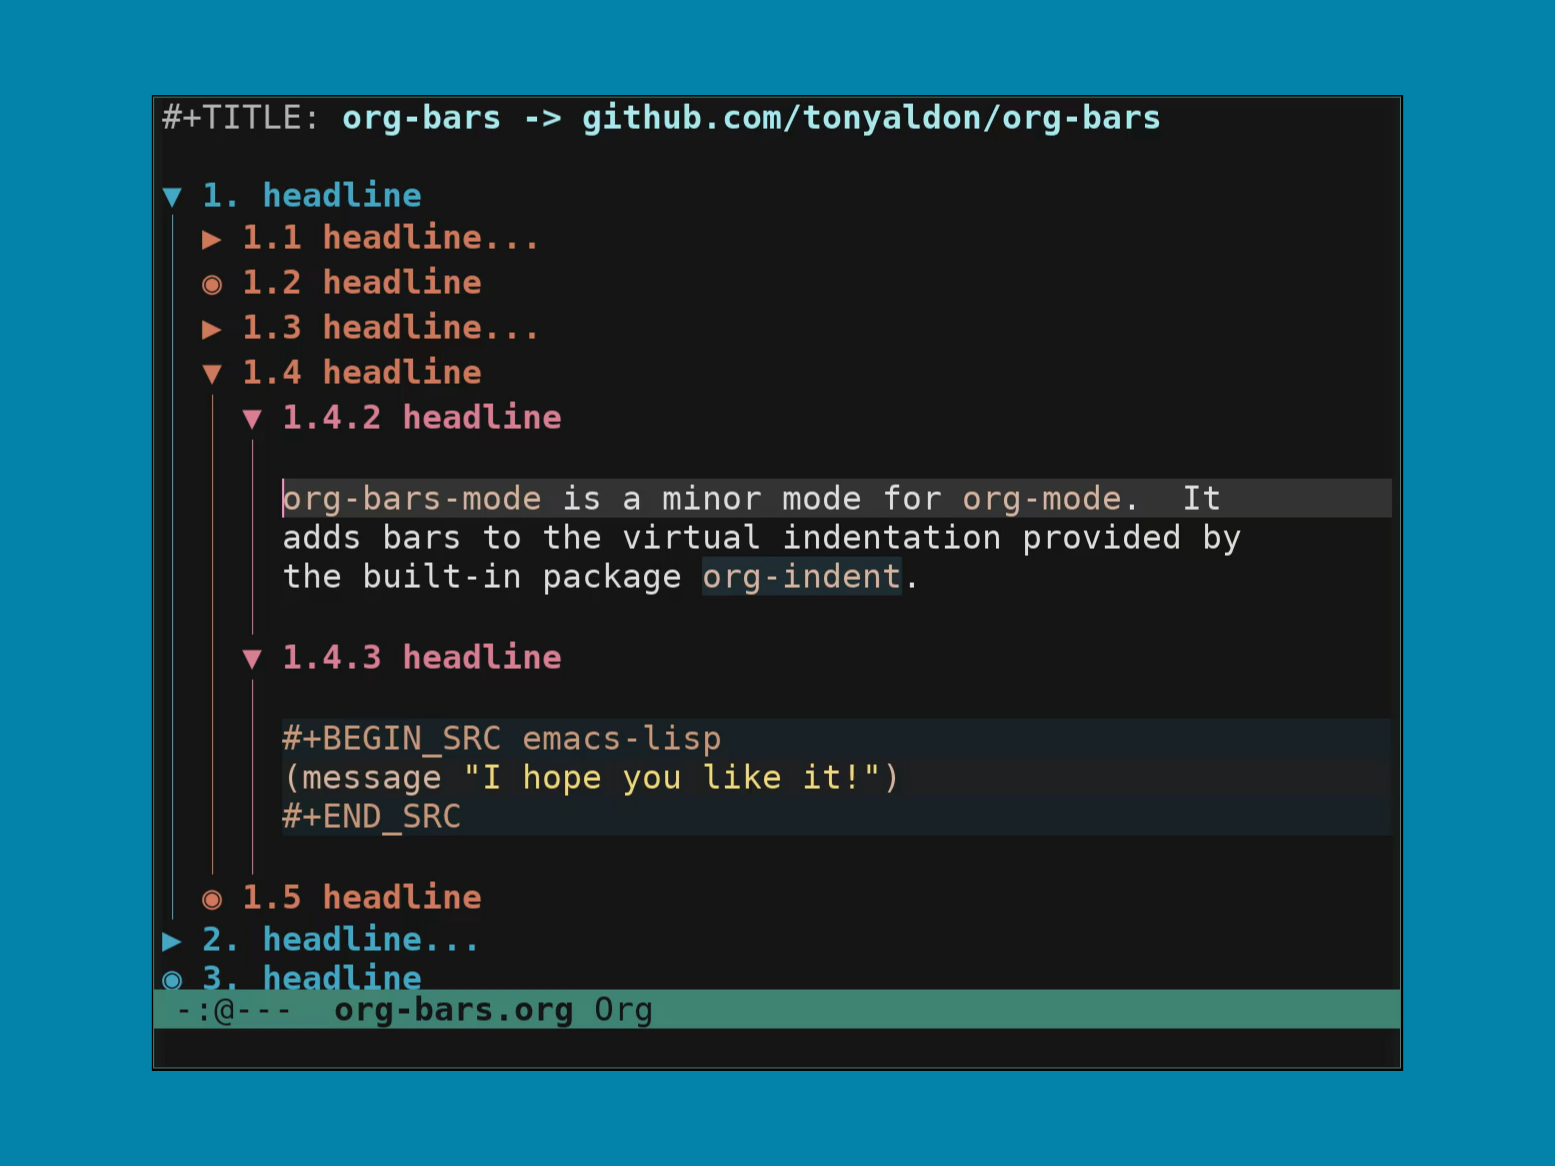 #+TITLE: org-bars -> github.com/tonyaldon/org-bars
▼ 1. headline
▶ 1.1 headline...
◉ 1.2 headline
▶ 1.3 headline...
▼ 1.4 headline
▼ 1.4.2 headline
org-bars-mode is a minor mode for org-mode.  It
adds bars to the virtual indentation provided by
the built-in package org-indent.
▼ 1.4.3 headline
#+BEGIN_SRC emacs-lisp
(message "I hope you like it!")
#+END_SRC
◉ 1.5 headline
▶ 2. headline...
◉ 3. headline
-:@---  org-bars.org Org